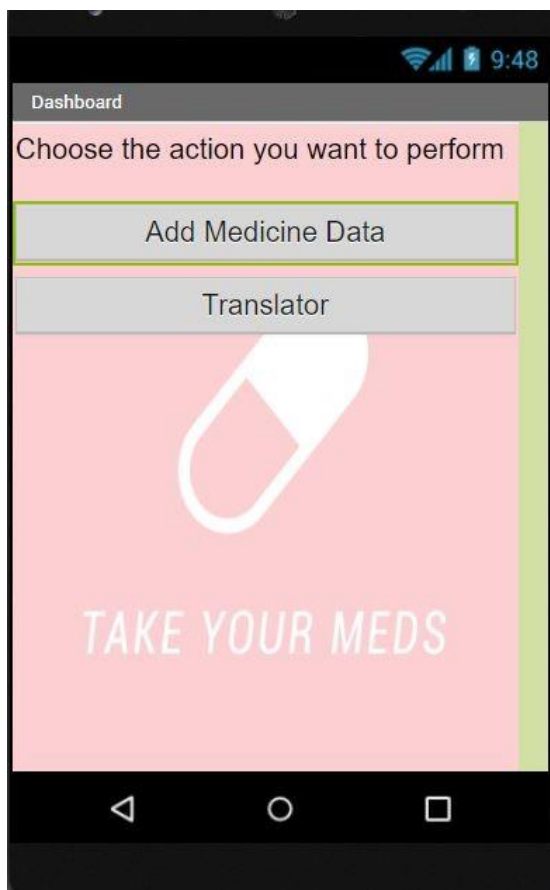 9:48
Dashboard
Choose the action you want to perform
Add Medicine Data
Translator
TAKE YOUR MEDS